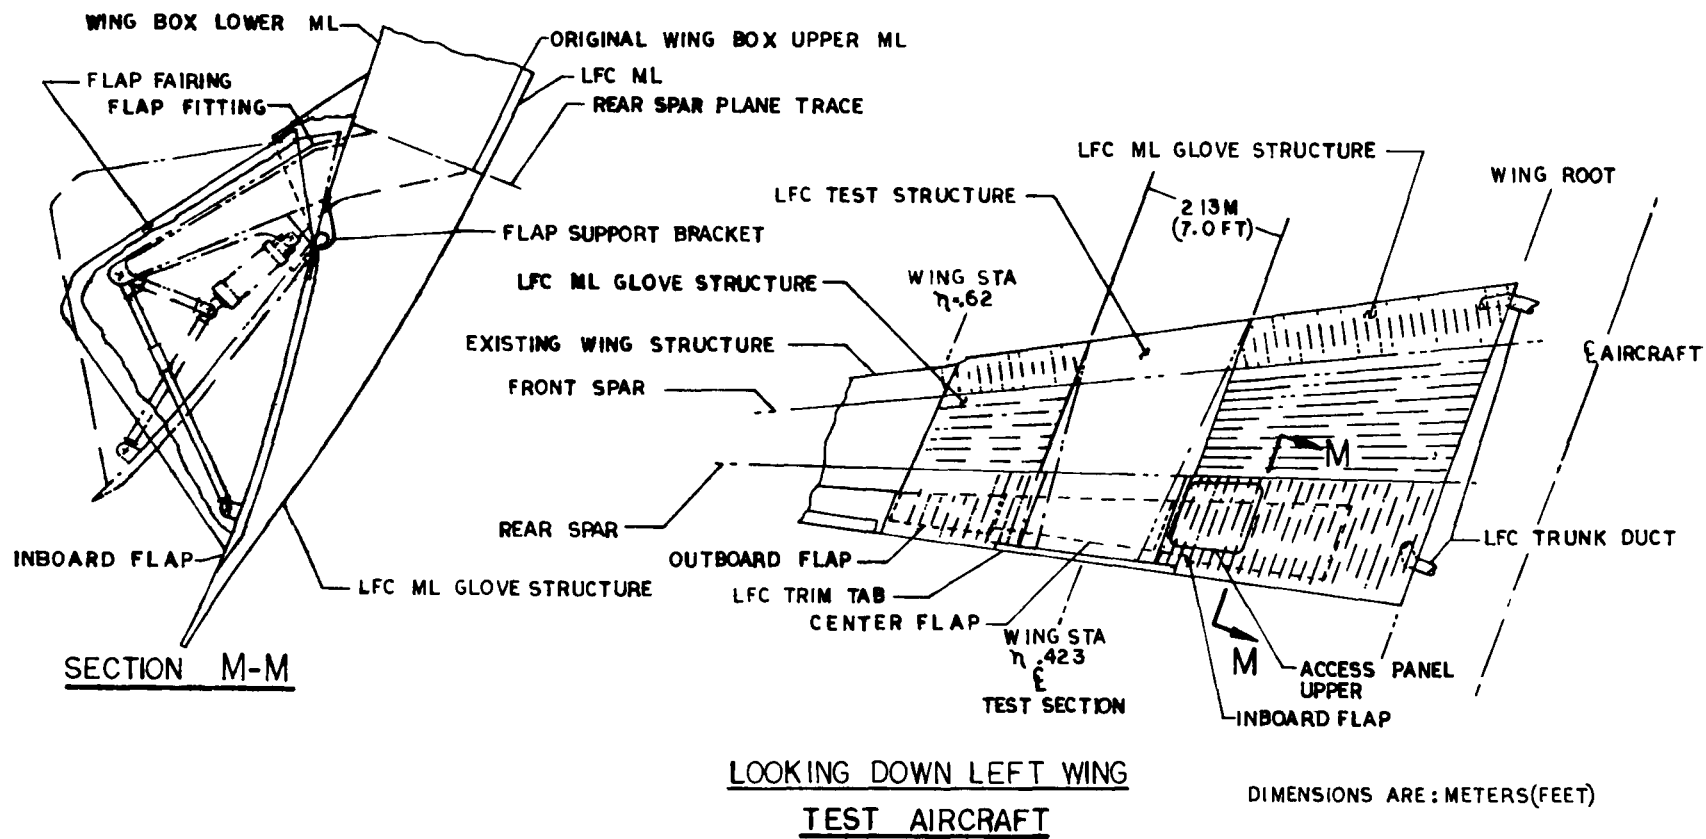 WING BOX LOWER ML
ORIGINAL WING BOX UPPER ML
FLAP FAIRING
LFC ML
FLAP FITTING
REAR SPAR PLANE TRACE
FLAP SUPPORT BRACKET
INBOARD FLAP
LFC ML GLOVE STRUCTURE
SECTION M-M
LFC ML GLOVE STRUCTURE
WING ROOT
LFC TEST STRUCTURE
2 13M
(7.0 FT)
LFC ML GLOVE STRUCTURE
WING STA
η=.62
EXISTING WING STRUCTURE
℄ AIRCRAFT
FRONT SPAR
M
REAR SPAR
OUTBOARD FLAP
LFC TRUNK DUCT
LFC TRIM TAB
CENTER FLAP
WING STA
η .423
℄
TEST SECTION
M
ACCESS PANEL
UPPER
INBOARD FLAP
LOOKING DOWN LEFT WING
TEST AIRCRAFT
DIMENSIONS ARE: METERS(FEET)